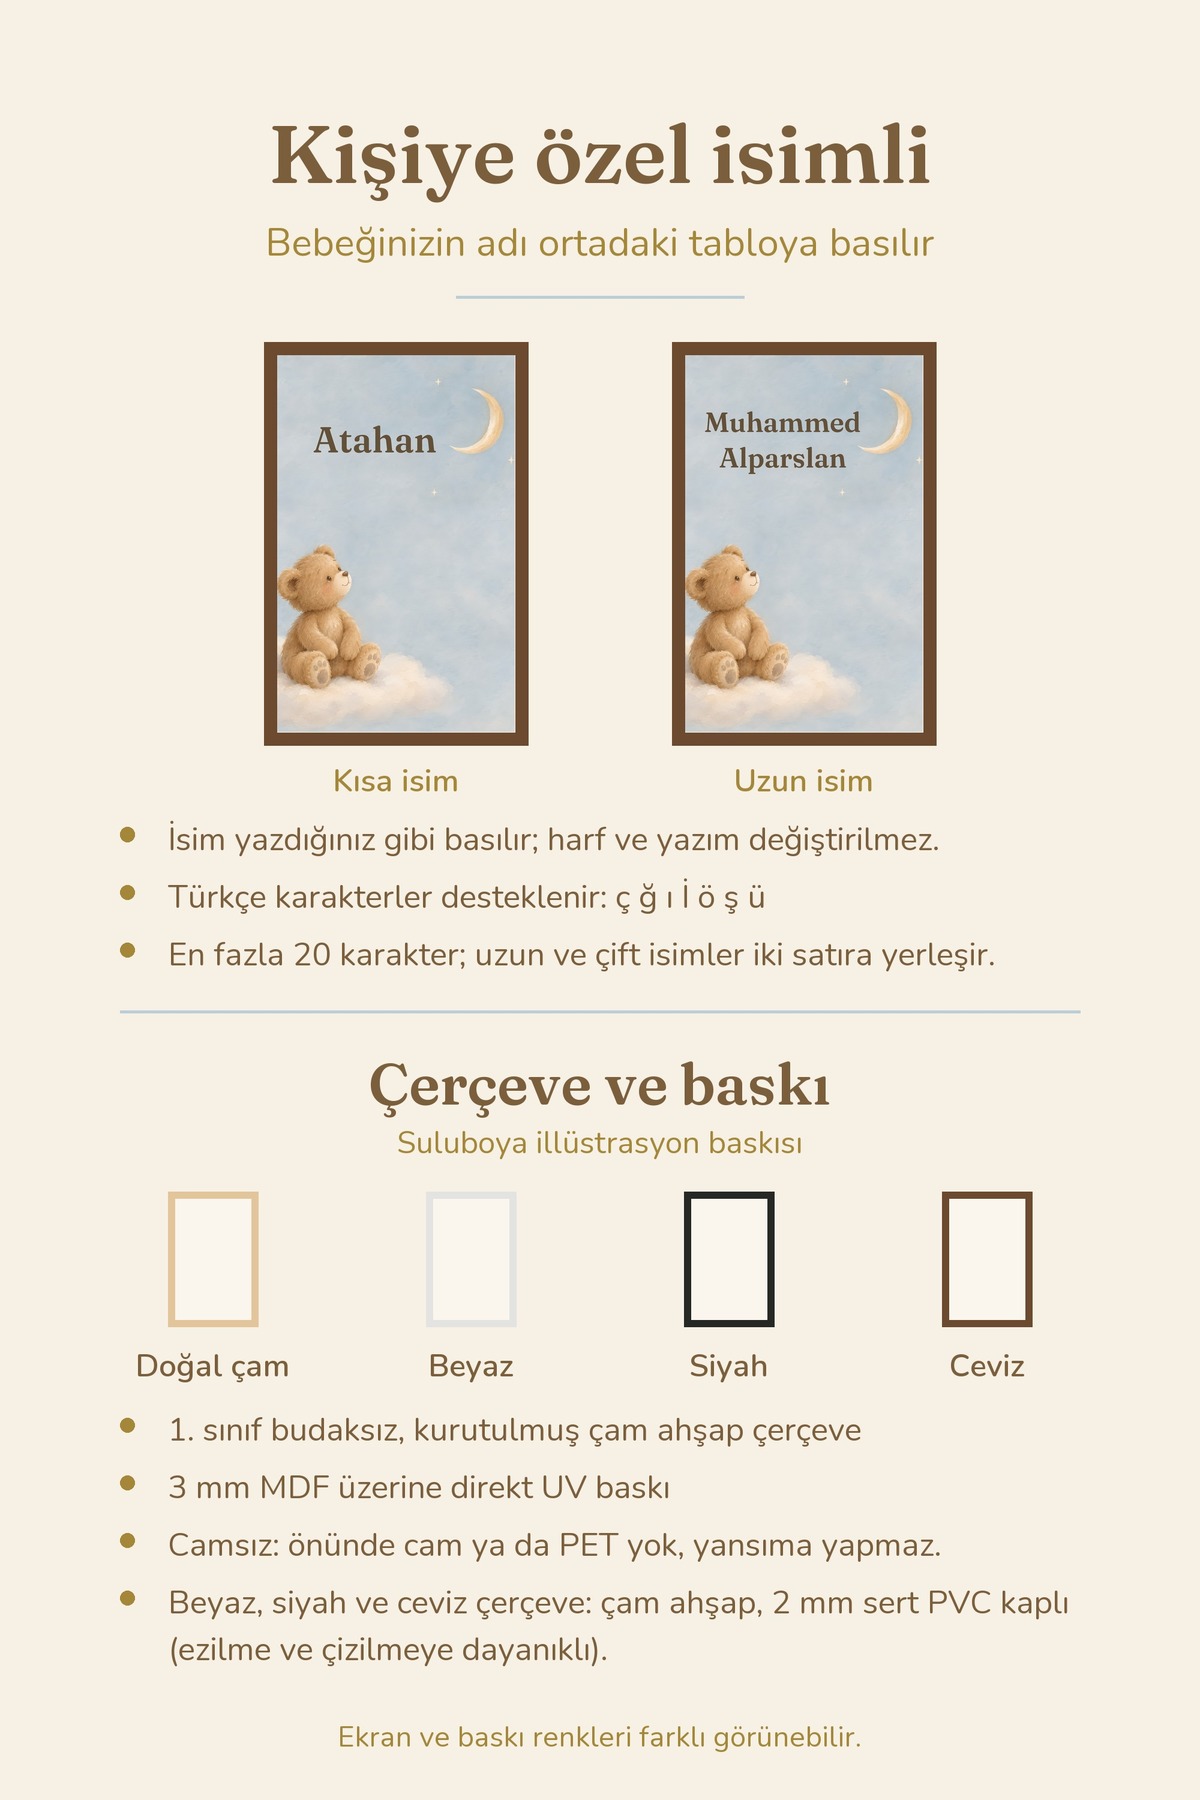 Kişiye özel isimli
Bebeğinizin adı ortadaki tabloya basılır
Atahan
Muhammed
Alparslan
Kısa isim
Uzun isim
İsim yazdığınız gibi basılır; harf ve yazım değiştirilmez.
Türkçe karakterler desteklenir: ç ğ ı İ ö ş ü
En fazla 20 karakter; uzun ve çift isimler iki satıra yerleşir.
Çerçeve ve baskı
Suluboya illüstrasyon baskısı
Doğal çam
Beyaz
Siyah
Ceviz
1. sınıf budaksız, kurutulmuş çam ahşap çerçeve
3 mm MDF üzerine direkt UV baskı
Camsız: önünde cam ya da PET yok, yansıma yapmaz.
Beyaz, siyah ve ceviz çerçeve: çam ahşap, 2 mm sert PVC kaplı
(ezilme ve çizilmeye dayanıklı).
Ekran ve baskı renkleri farklı görünebilir.